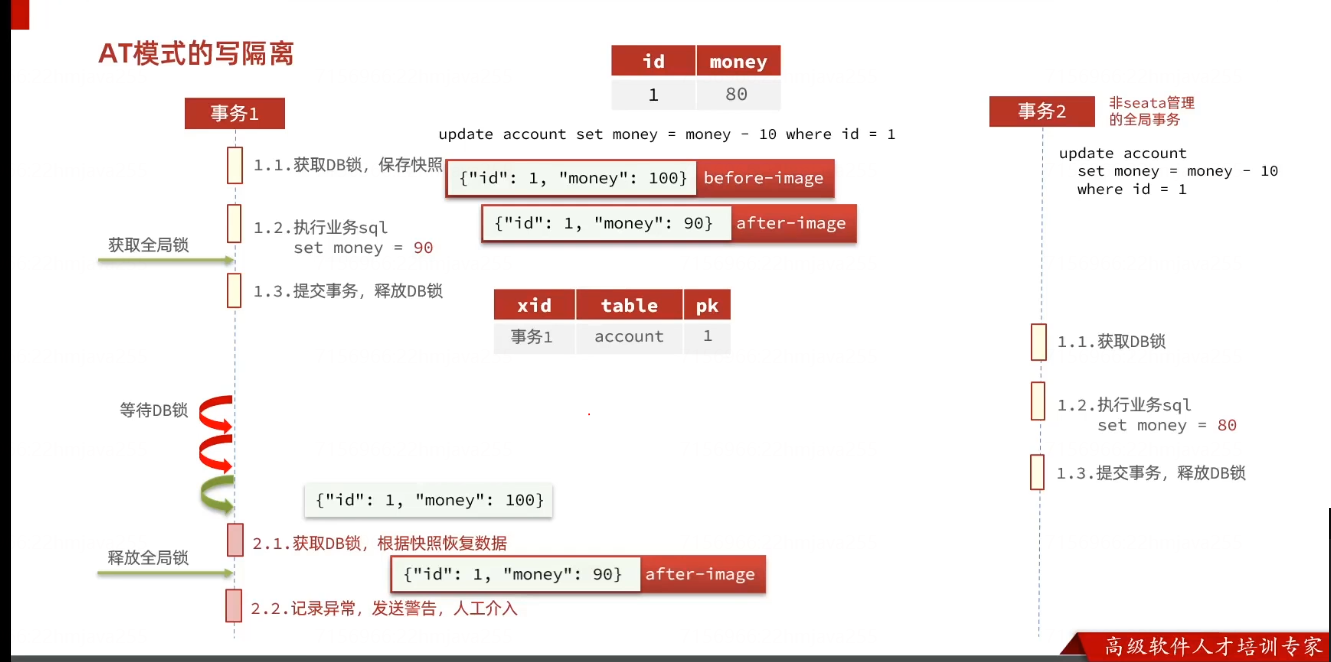 AT模式的写隔离
id money
1 80
事务1
update account set money = money - 10 where id = 1
1.1.获取DB锁，保存快照
{"id": 1, "money": 100} before-image
{"id": 1, "money": 90} after-image
1.2.执行业务sql
set money = 90
获取全局锁
1.3.提交事务，释放DB锁
xid table pk
事务1 account 1
等待DB锁
{"id": 1, "money": 100}
2.1.获取DB锁，根据快照恢复数据
释放全局锁
{"id": 1, "money": 90} after-image
2.2.记录异常，发送警告，人工介入
事务2
非seata管理
的全局事务
update account
set money = money - 10
where id = 1
1.1.获取DB锁
1.2.执行业务sql
set money = 80
1.3.提交事务，释放DB锁
高级软件人才培训专家